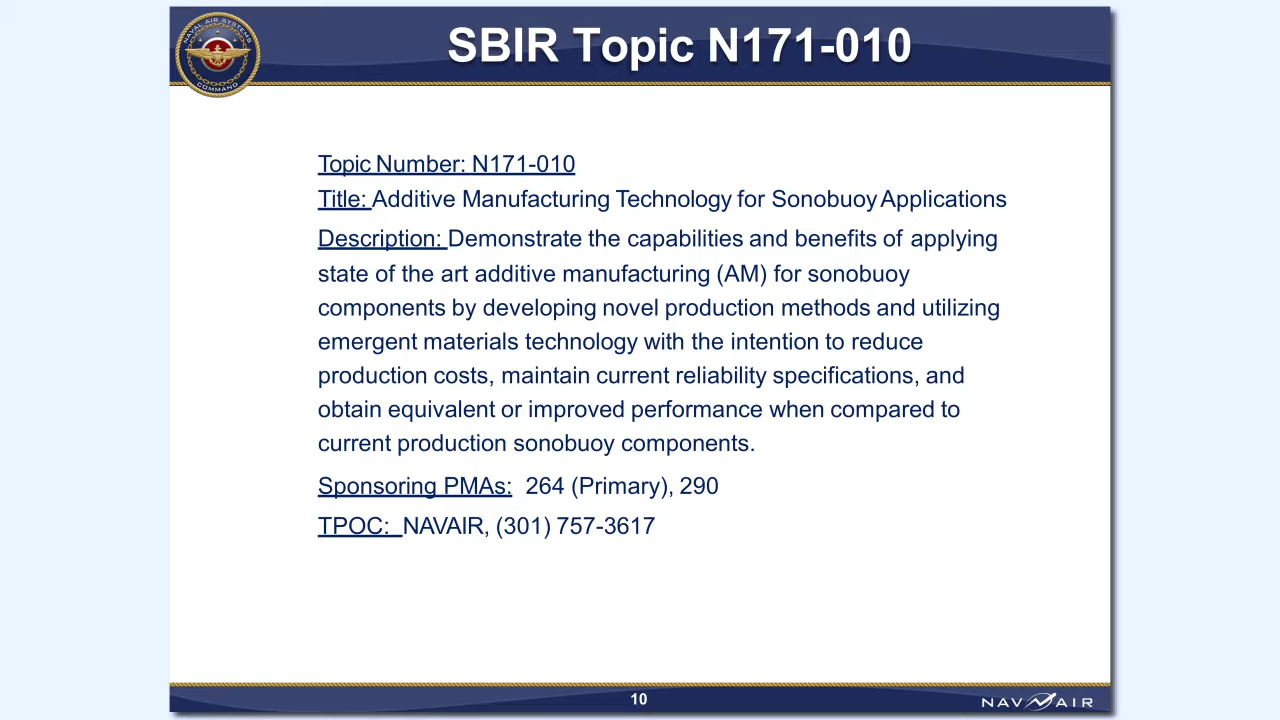 SBIR Topic N171-010
NAVAL AIR SYSTEMS
COMMAND
Topic Number: N171-010
Title: Additive Manufacturing Technology for Sonobuoy Applications
Description: Demonstrate the capabilities and benefits of applying
state of the art additive manufacturing (AM) for sonobuoy
components by developing novel production methods and utilizing
emergent materials technology with the intention to reduce
production costs, maintain current reliability specifications, and
obtain equivalent or improved performance when compared to
current production sonobuoy components.
Sponsoring PMAs: 264 (Primary), 290
TPOC: NAVAIR, (301) 757-3617
10
NAVAIR